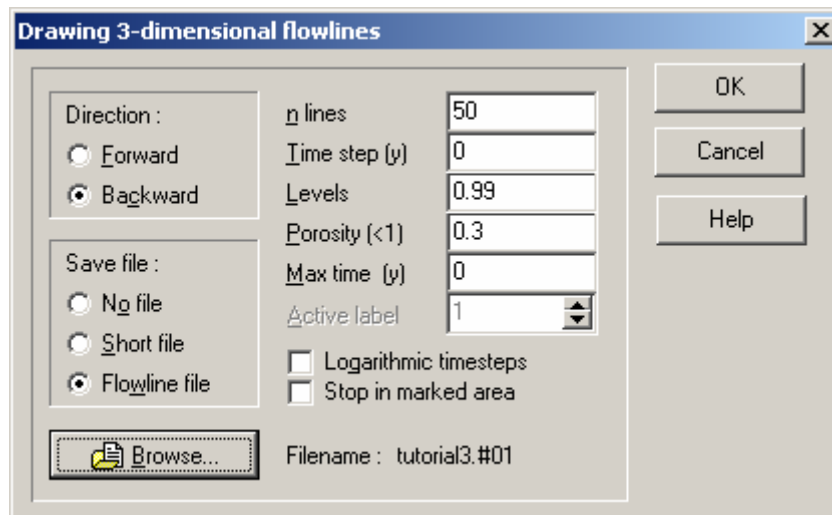 Drawing 3-dimensional flowlines
Direction :
Forward
Backward
Save file :
No file
Short file
Flowline file
Browse...
n lines 50
Time step (y) 0
Levels 0.99
Porosity (<1) 0.3
Max time (y) 0
Active label 1
Logarithmic timesteps
Stop in marked area
Filename : tutorial3.#01
OK
Cancel
Help